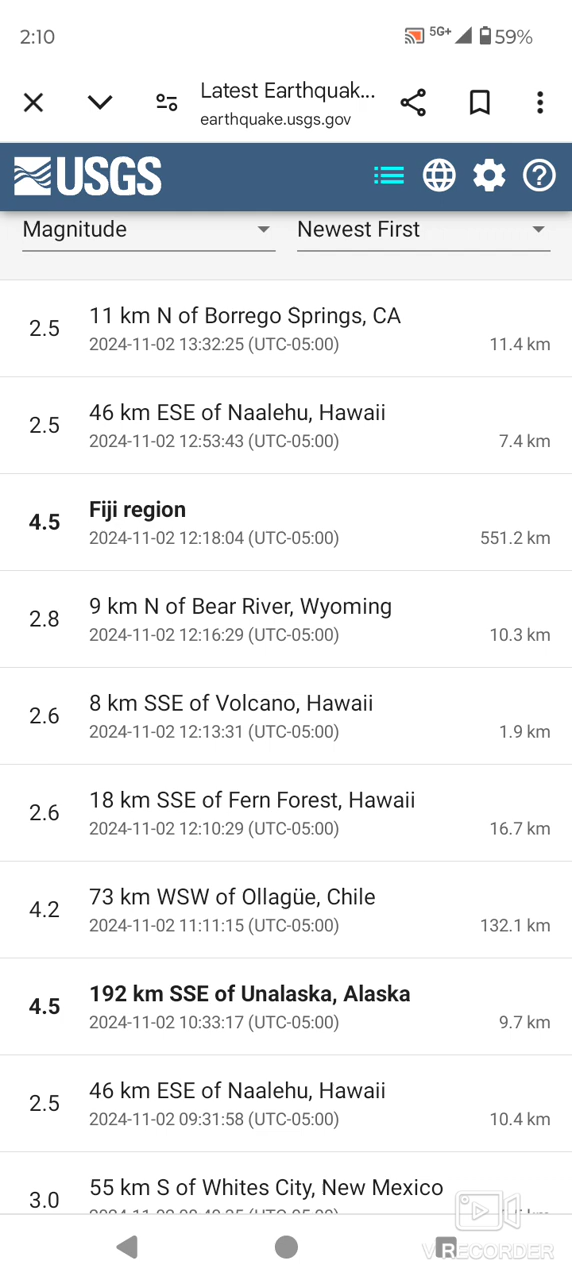 2:10
5G+
59%
Latest Earthquak...
earthquake.usgs.gov
USGS
Magnitude
Newest First
2.5
11 km N of Borrego Springs, CA
2024-11-02 13:32:25 (UTC-05:00)
11.4 km
2.5
46 km ESE of Naalehu, Hawaii
2024-11-02 12:53:43 (UTC-05:00)
7.4 km
4.5
Fiji region
2024-11-02 12:18:04 (UTC-05:00)
551.2 km
2.8
9 km N of Bear River, Wyoming
2024-11-02 12:16:29 (UTC-05:00)
10.3 km
2.6
8 km SSE of Volcano, Hawaii
2024-11-02 12:13:31 (UTC-05:00)
1.9 km
2.6
18 km SSE of Fern Forest, Hawaii
2024-11-02 12:10:29 (UTC-05:00)
16.7 km
4.2
73 km WSW of Ollagüe, Chile
2024-11-02 11:11:15 (UTC-05:00)
132.1 km
4.5
192 km SSE of Unalaska, Alaska
2024-11-02 10:33:17 (UTC-05:00)
9.7 km
2.5
46 km ESE of Naalehu, Hawaii
2024-11-02 09:31:58 (UTC-05:00)
10.4 km
3.0
55 km S of Whites City, New Mexico
VRECORDER